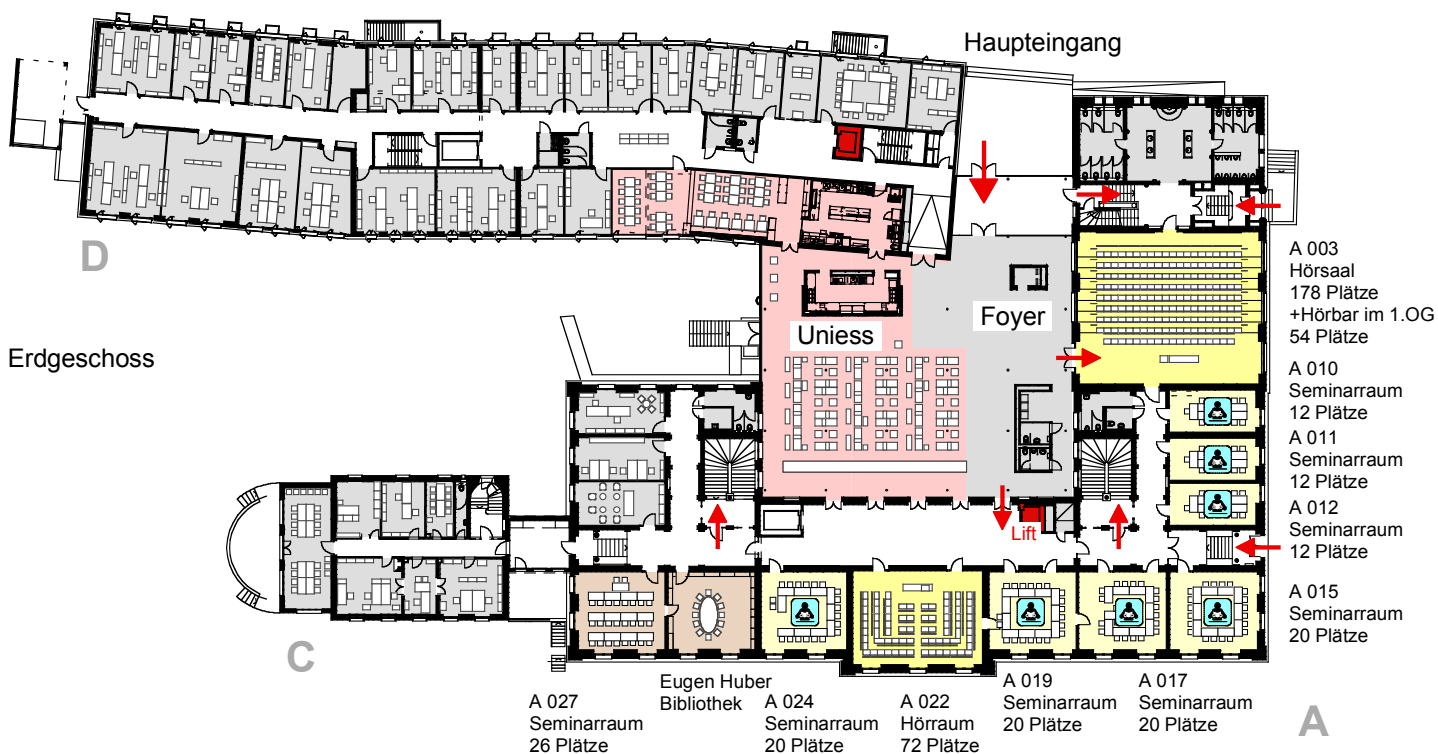 Haupteingang
D
A 003
Hörsaal
178 Plätze
+Hörbar im 1.OG
54 Plätze
Uniess
Foyer
Erdgeschoss
A 010
Seminarraum
12 Plätze
A 011
Seminarraum
12 Plätze
A 012
Seminarraum
12 Plätze
Lift
A 015
Seminarraum
20 Plätze
C
A 027
Seminarraum
26 Plätze
Eugen Huber
Bibliothek
A 024
Seminarraum
20 Plätze
A 022
Hörraum
72 Plätze
A 019
Seminarraum
20 Plätze
A 017
Seminarraum
20 Plätze
A